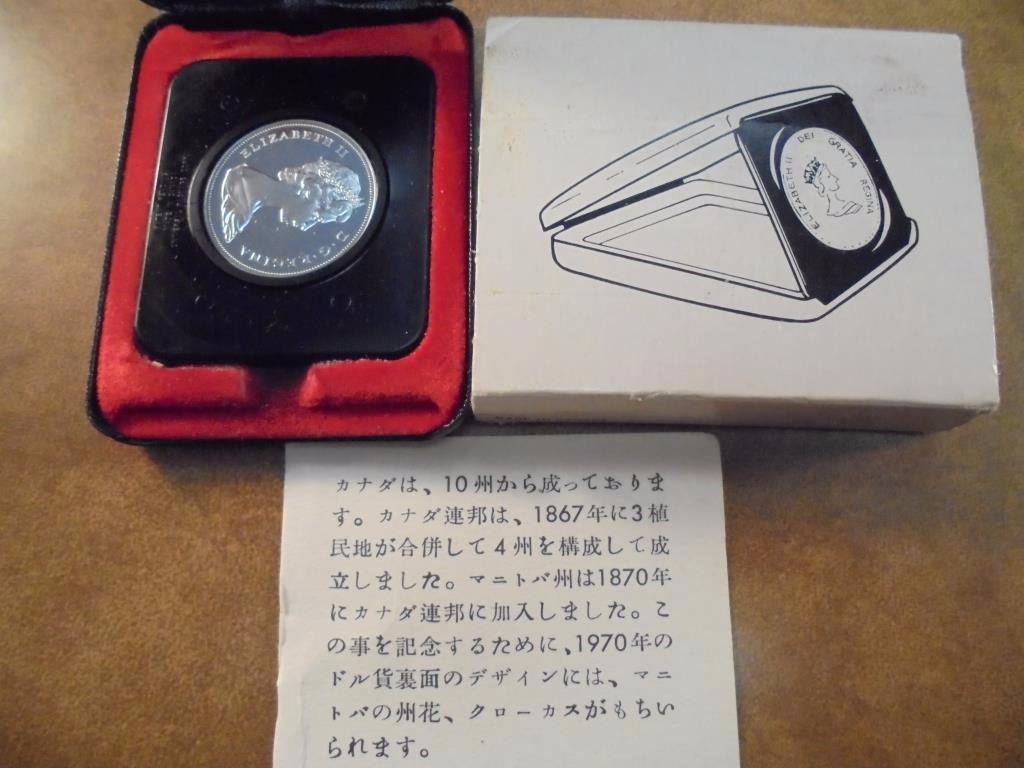 ELIZABETH II
D·G·REGINA
ELIZABETH II DEI GRATIA REGINA
カナダは、10州から成っておりま
す。カナダ連邦は、1867年に3植
民地が合併して4州を構成して成
立しました。マニトバ州は1870年
にカナダ連邦に加入しました。こ
の事を記念するために、1970年の
ドル貨裏面のデザインには、マニ
トバの州花、クローカスがもちい
られます。